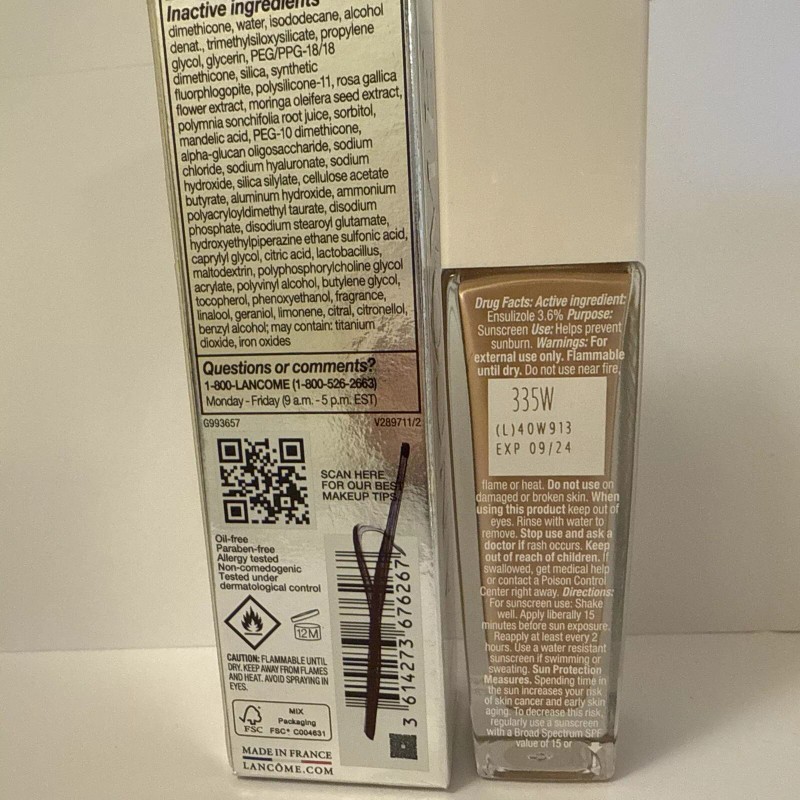 Inactive ingredients
dimethicone, water, isododecane, alcohol
denat., trimethylsiloxysilicate, propylene
glycol, glycerin, PEG/PPG-18/18
dimethicone, silica, synthetic
fluorphlogopite, polysilicone-11, rosa gallica
flower extract, moringa oleifera seed extract,
polymnia sonchifolia root juice, sorbitol,
mandelic acid, PEG-10 dimethicone,
alpha-glucan oligosaccharide, sodium
chloride, sodium hyaluronate, sodium
hydroxide, silica silylate, cellulose acetate
butyrate, aluminum hydroxide, ammonium
polyacryloyldimethyl taurate, disodium
phosphate, disodium stearoyl glutamate,
hydroxyethylpiperazine ethane sulfonic acid,
caprylyl glycol, citric acid, lactobacillus,
maltodextrin, polyphosphorylcholine glycol
acrylate, polyvinyl alcohol, butylene glycol,
tocopherol, phenoxyethanol, fragrance,
linalool, geraniol, limonene, citral, citronellol,
benzyl alcohol; may contain: titanium
dioxide, iron oxides
Questions or comments?
1-800-LANCOME (1-800-526-2663)
Monday - Friday (9 a.m. - 5 p.m. EST)
G993657 V289711/2
SCAN HERE
FOR OUR BEST
MAKEUP TIPS
Oil-free
Paraben-free
Allergy tested
Non-comedogenic
Tested under
dermatological control
12M
CAUTION: FLAMMABLE UNTIL
DRY. KEEP AWAY FROM FLAMES
AND HEAT. AVOID SPRAYING IN
EYES.
FSC
MIX
Packaging
FSC® C004631
MADE IN FRANCE
LANCÔME.COM
3 614273 676267
Drug Facts: Active ingredient:
Ensulizole 3.6% Purpose:
Sunscreen Use: Helps prevent
sunburn. Warnings: For
external use only. Flammable
until dry. Do not use near fire,
335W
(L)40W913
EXP 09/24
flame or heat. Do not use on
damaged or broken skin. When
using this product keep out of
eyes. Rinse with water to
remove. Stop use and ask a
doctor if rash occurs. Keep
out of reach of children. If
swallowed, get medical help
or contact a Poison Control
Center right away. Directions:
For sunscreen use: Shake
well. Apply liberally 15
minutes before sun exposure.
Reapply at least every 2
hours. Use a water resistant
sunscreen if swimming or
sweating. Sun Protection
Measures. Spending time in
the sun increases your risk
of skin cancer and early skin
aging. To decrease this risk,
regularly use a sunscreen
with a Broad Spectrum SPF
value of 15 or